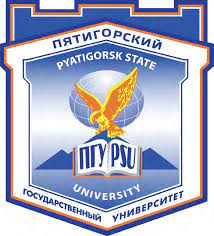 ПЯТИГОРСКИЙ
PYATIGORSK STATE
ПГУ PSU
UNIVERSITY
ГОСУДАРСТВЕННЫЙ УНИВЕРСИТЕТ